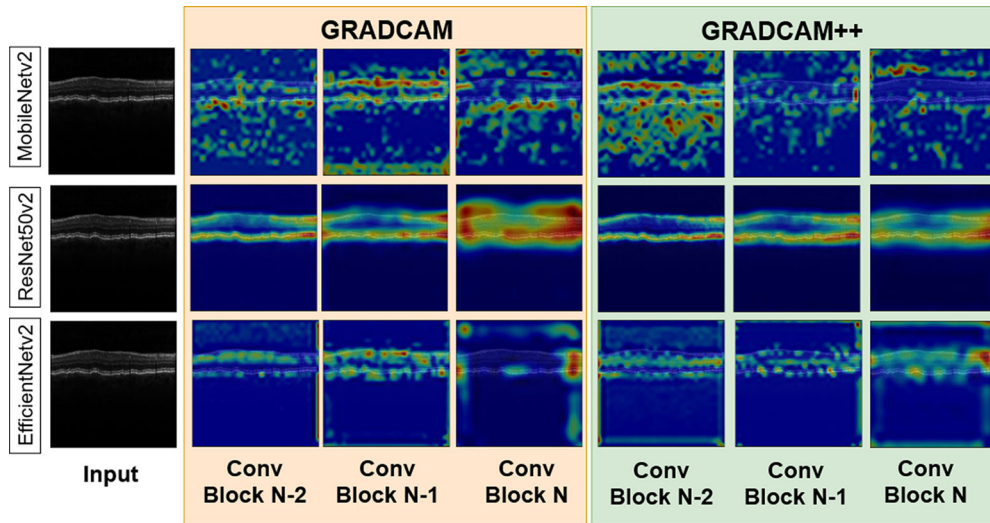 GRADCAM
GRADCAM++
MobileNetv2
ResNet50v2
EfficientNetv2
Input
Conv
Block N-2
Conv
Block N-1
Conv
Block N
Conv
Block N-2
Conv
Block N-1
Conv
Block N